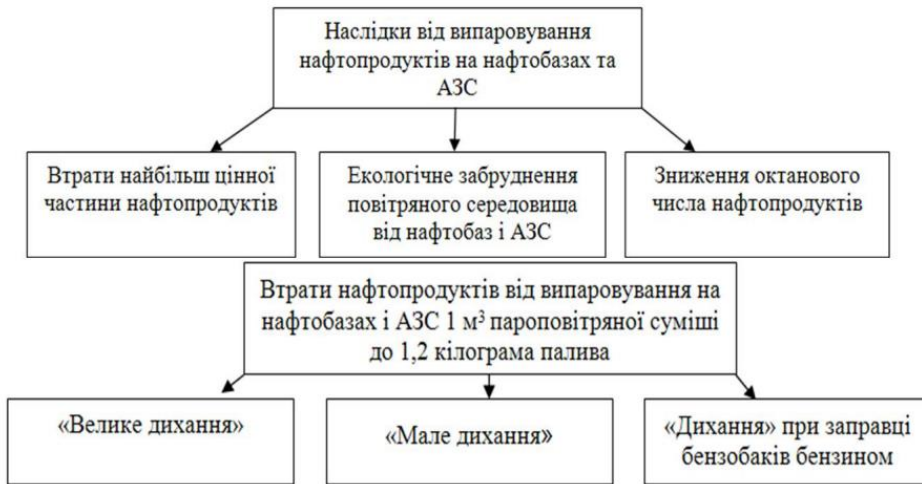 Наслідки від випаровування
нафтопродуктів на нафтобазах та
АЗС
Втрати найбільш цінної
частини нафтопродуктів
Екологічне забруднення
повітряного середовища
від нафтобаз і АЗС
Зниження октанового
числа нафтопродуктів
Втрати нафтопродуктів від випаровування на
нафтобазах і АЗС 1 м³ пароповітряної суміші
до 1,2 кілограма палива
«Велике дихання»
«Мале дихання»
«Дихання» при заправці
бензобаків бензином